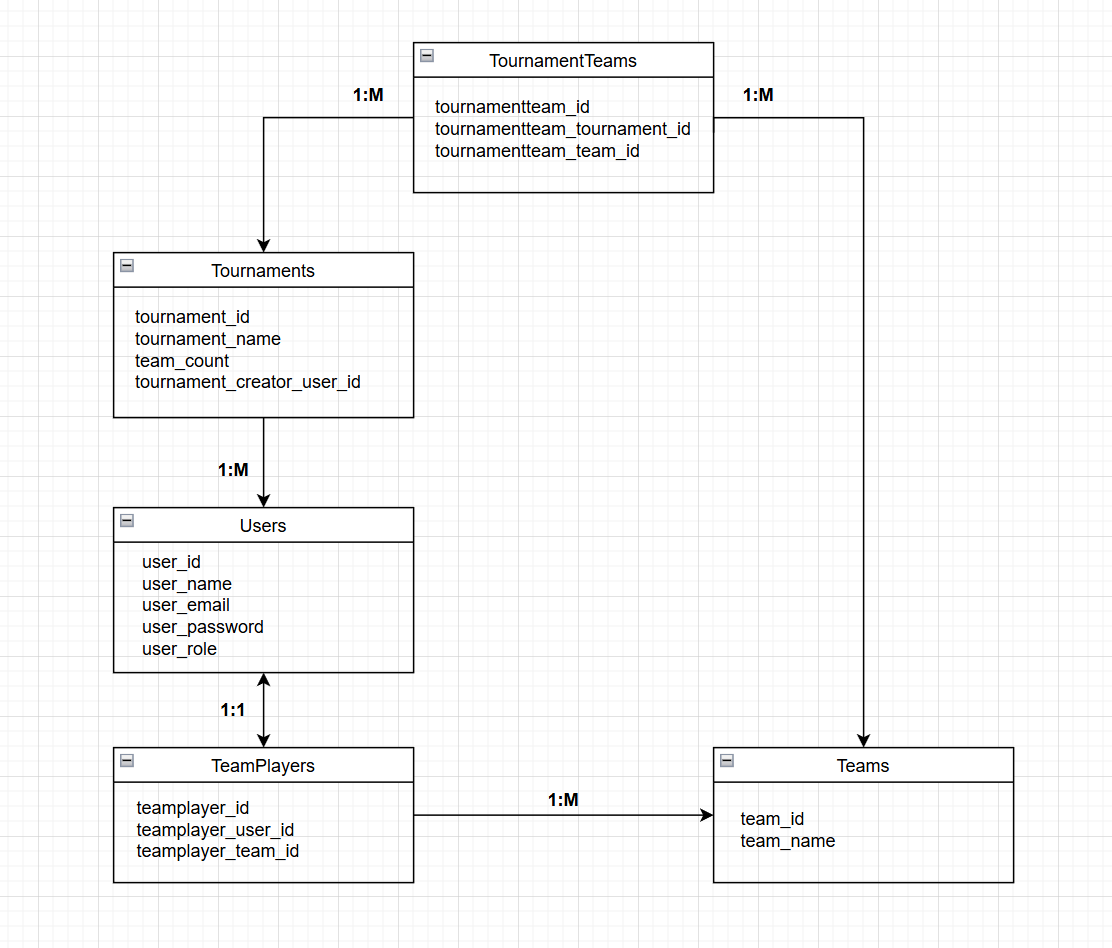 TournamentTeams
1:M
1:M
tournamentteam_id
tournamentteam_tournament_id
tournamentteam_team_id
Tournaments
tournament_id
tournament_name
team_count
tournament_creator_user_id
1:M
Users
user_id
user_name
user_email
user_password
user_role
1:1
TeamPlayers
teamplayer_id
teamplayer_user_id
teamplayer_team_id
1:M
Teams
team_id
team_name